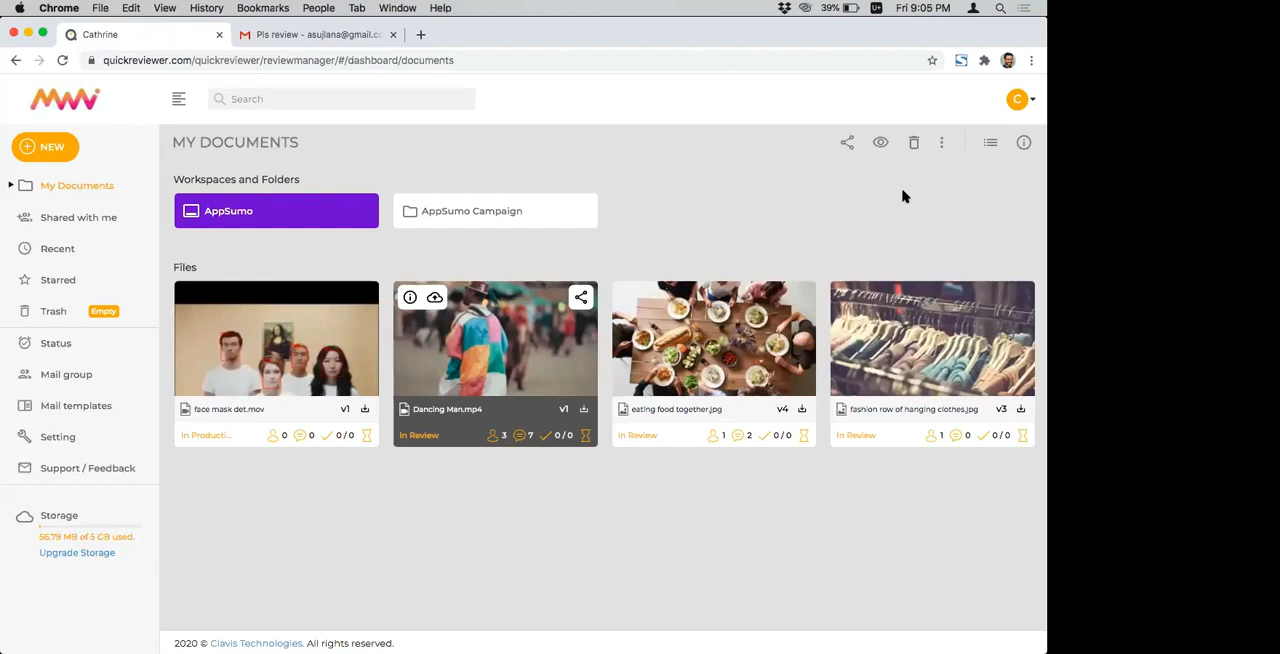 Chrome File Edit View History Bookmarks People Tab Window Help 39% U+ Fri 9:05 PM
Cathrine Pls review - asujlana@gmail.co
quickreviewer.com/quickreviewer/reviewmanager/#/dashboard/documents
Search C
NEW
My Documents
Shared with me
Recent
Starred
Trash Empty
Status
Mail group
Mail templates
Setting
Support / Feedback
Storage
56.79 MB of 5 GB used.
Upgrade Storage
MY DOCUMENTS
Workspaces and Folders
AppSumo AppSumo Campaign
Files
face mask det.mov v1
In Producti... 0 0 0/0
Dancing Man.mp4 v1
In Review 3 7 0/0
eating food together.jpg v4
In Review 1 2 0/0
fashion row of hanging clothes.jpg v3
In Review 1 0 0/0
2020 © Clavis Technologies. All rights reserved.